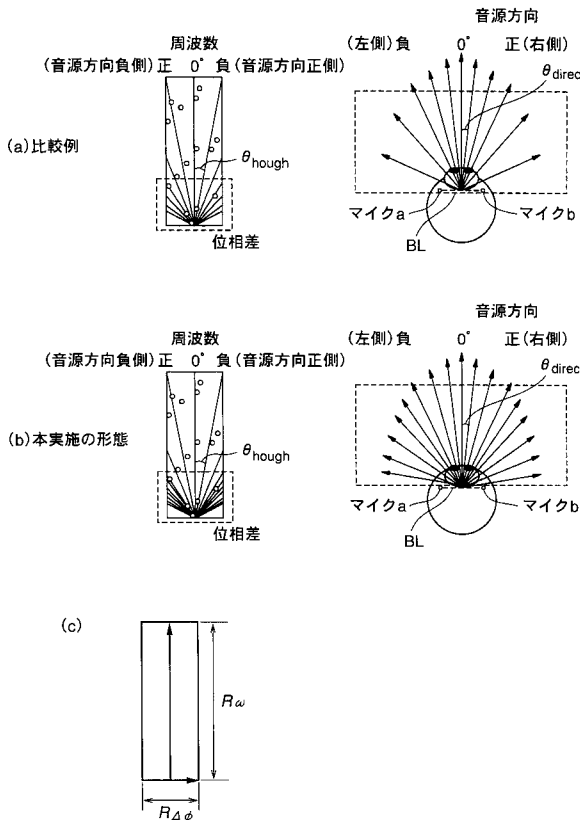 音源方向
周波数
(音源方向負側)正 0° 負(音源方向正側)
(左側)負 0° 正(右側)
θdirec
(a)比較例
θhough
位相差
マイクa マイクb
BL
音源方向
周波数
(音源方向負側)正 0° 負(音源方向正側)
(左側)負 0° 正(右側)
θdirec
(b)本実施の形態
θhough
位相差
マイクa マイクb
BL
(c)
Rω
RΔφ